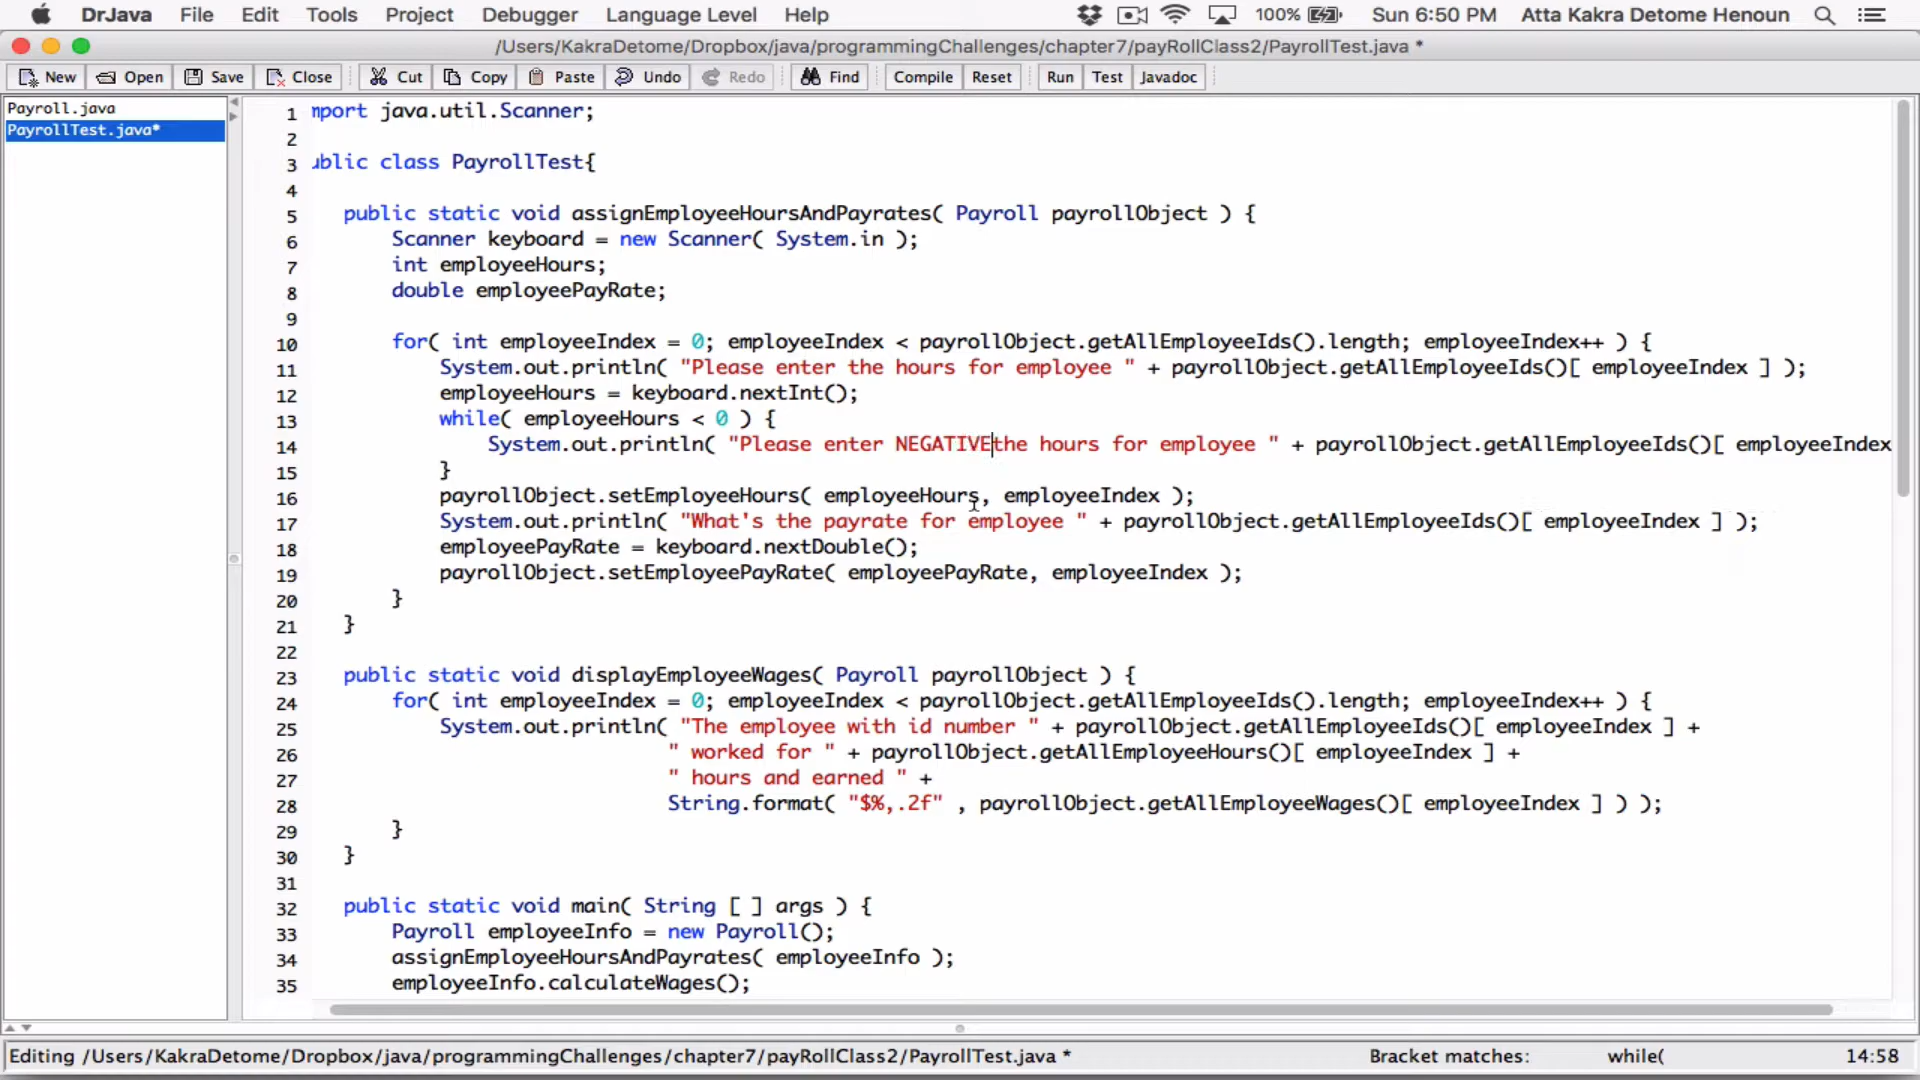 DrJava File Edit Tools Project Debugger Language Level Help 100% Sun 6:50 PM Atta Kakra Detome Henoun
/Users/KakraDetome/Dropbox/java/programmingChallenges/chapter7/payRollClass2/PayrollTest.java *
New Open Save Close Cut Copy Paste Undo Redo Find Compile Reset Run Test Javadoc
Payroll.java
PayrollTest.java*
1 mport java.util.Scanner;
2
3 ublic class PayrollTest{
4
5 public static void assignEmployeeHoursAndPayrates( Payroll payrollObject ) {
6 Scanner keyboard = new Scanner( System.in );
7 int employeeHours;
8 double employeePayRate;
9
10 for( int employeeIndex = 0; employeeIndex < payrollObject.getAllEmployeeIds().length; employeeIndex++ ) {
11 System.out.println( "Please enter the hours for employee " + payrollObject.getAllEmployeeIds()[ employeeIndex ] );
12 employeeHours = keyboard.nextInt();
13 while( employeeHours < 0 ) {
14 System.out.println( "Please enter NEGATIVEthe hours for employee " + payrollObject.getAllEmployeeIds()[ employeeIndex
15 }
16 payrollObject.setEmployeeHours( employeeHours, employeeIndex );
17 System.out.println( "What's the payrate for employee " + payrollObject.getAllEmployeeIds()[ employeeIndex ] );
18 employeePayRate = keyboard.nextDouble();
19 payrollObject.setEmployeePayRate( employeePayRate, employeeIndex );
20 }
21 }
22
23 public static void displayEmployeeWages( Payroll payrollObject ) {
24 for( int employeeIndex = 0; employeeIndex < payrollObject.getAllEmployeeIds().length; employeeIndex++ ) {
25 System.out.println( "The employee with id number " + payrollObject.getAllEmployeeIds()[ employeeIndex ] +
26 " worked for " + payrollObject.getAllEmployeeHours()[ employeeIndex ] +
27 " hours and earned " +
28 String.format( "$%,.2f" , payrollObject.getAllEmployeeWages()[ employeeIndex ] ) );
29 }
30 }
31
32 public static void main( String [ ] args ) {
33 Payroll employeeInfo = new Payroll();
34 assignEmployeeHoursAndPayrates( employeeInfo );
35 employeeInfo.calculateWages();
Editing /Users/KakraDetome/Dropbox/java/programmingChallenges/chapter7/payRollClass2/PayrollTest.java * Bracket matches: while( 14:58